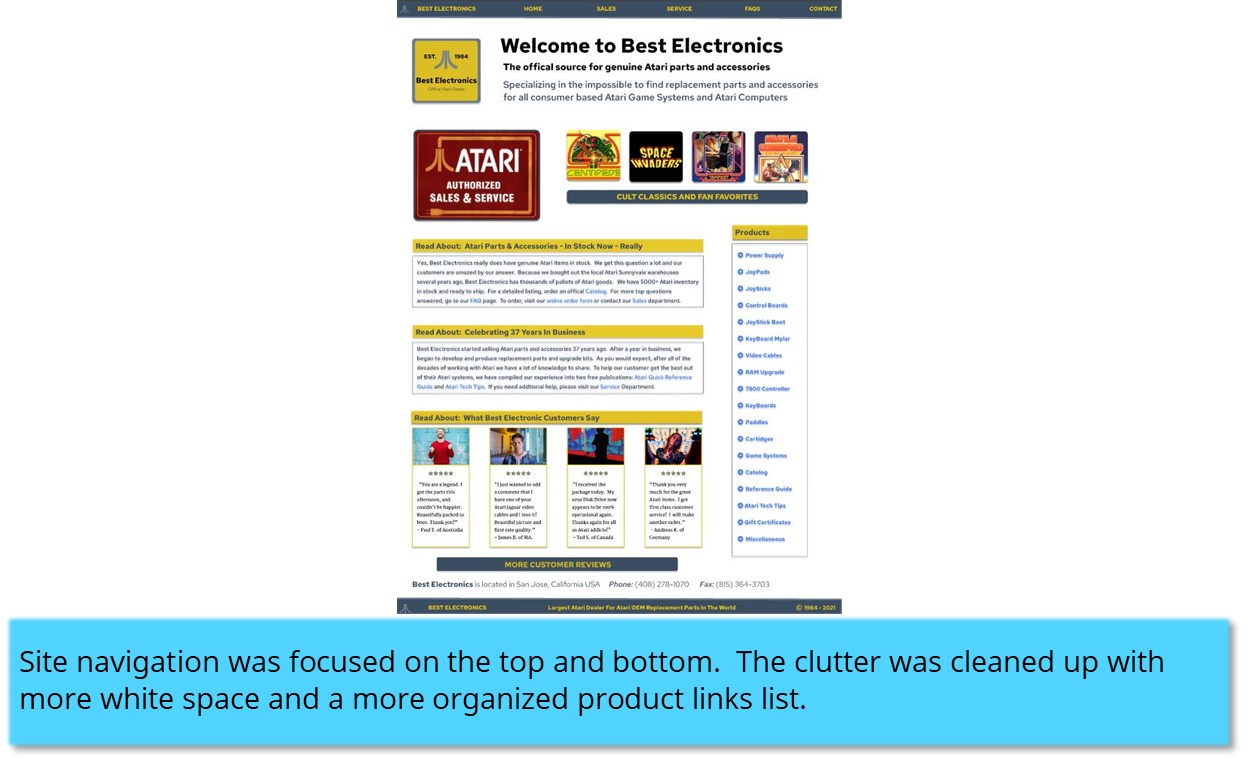 BEST ELECTRONICS HOME SALES SERVICE FAQS CONTACT
EST. 1984
Best Electronics
Official Atari Dealer
Welcome to Best Electronics
The offical source for genuine Atari parts and accessories
Specializing in the impossible to find replacement parts and accessories
for all consumer based Atari Game Systems and Atari Computers
ATARI
AUTHORIZED
SALES & SERVICE
CENTIPEDE
SPACE
INVADERS
TEMPEST
CULT CLASSICS AND FAN FAVORITES
Read About: Atari Parts & Accessories - In Stock Now - Really
Yes, Best Electronics really does have genuine Atari items in stock. We get this question a lot and our
customers are amazed by our answer. Because we bought out the local Atari Sunnyvale warehouses
several years ago, Best Electronics has thousands of pallets of Atari goods. We have 5000+ Atari inventory
in stock and ready to ship. For a detailed listing, order on offical Catelog. For more top questions
answered, go to our FAQ page. To order, visit our online order form or contact our Sales department.
Read About: Celebrating 37 Years In Business
Best Electronics started selling Atari parts and accessories 37 years ago. After a year in business, we
began to develop and produce replacement parts and upgrade kits. As you would expect, after all of the
decades of working with Atari we have a lot of knowledge to share. To help our customer get the best out
of their Atari systems, we have compiled our experience into two free publications: Atari Quick Reference
Guide and Atari Tech Tips. If you need addtional help, please visit our Service Department.
Read About: What Best Electronic Customers Say
"You are a legend. I
got the parts this
afternoon, and
couldn't be happier.
Beautifully packed to
boot. Thank you!"
- Paul T. of Australia
"I just wanted to add
a comment that I
have one of your
Atari Jaguar video
cables and I love it!
Beautiful picture and
first rate quality."
- James B. of MA.
"I received the
package today. My
1050 Disk Drive now
appears to be 100%
operacional again.
Thanks again for all
us Atari addicts!"
- Ted S. of Canada
"Thank you very
much for the great
Atari items. I got
first class customer
service! I will make
another order."
- Andreas K. of
Germany
MORE CUSTOMER REVIEWS
Products
Power Supply
JoyPads
JoySicks
Control Boards
JoyStick Boot
KeyBoard Mylar
Video Cables
RAM Upgrade
7800 Controller
KeyBoards
Paddles
Cartidges
Game Systems
Catelog
Reference Guide
Atari Tech Tips
Gift Certificates
Miscellaneous
Best Electronics is located in San Jose, California USA Phone: (408) 278-1070 Fax: (815) 364-3703
BEST ELECTRONICS Largest Atari Dealer For Atari OEM Replacement Parts In The World © 1984 - 2021
Site navigation was focused on the top and bottom. The clutter was cleaned up with
more white space and a more organized product links list.